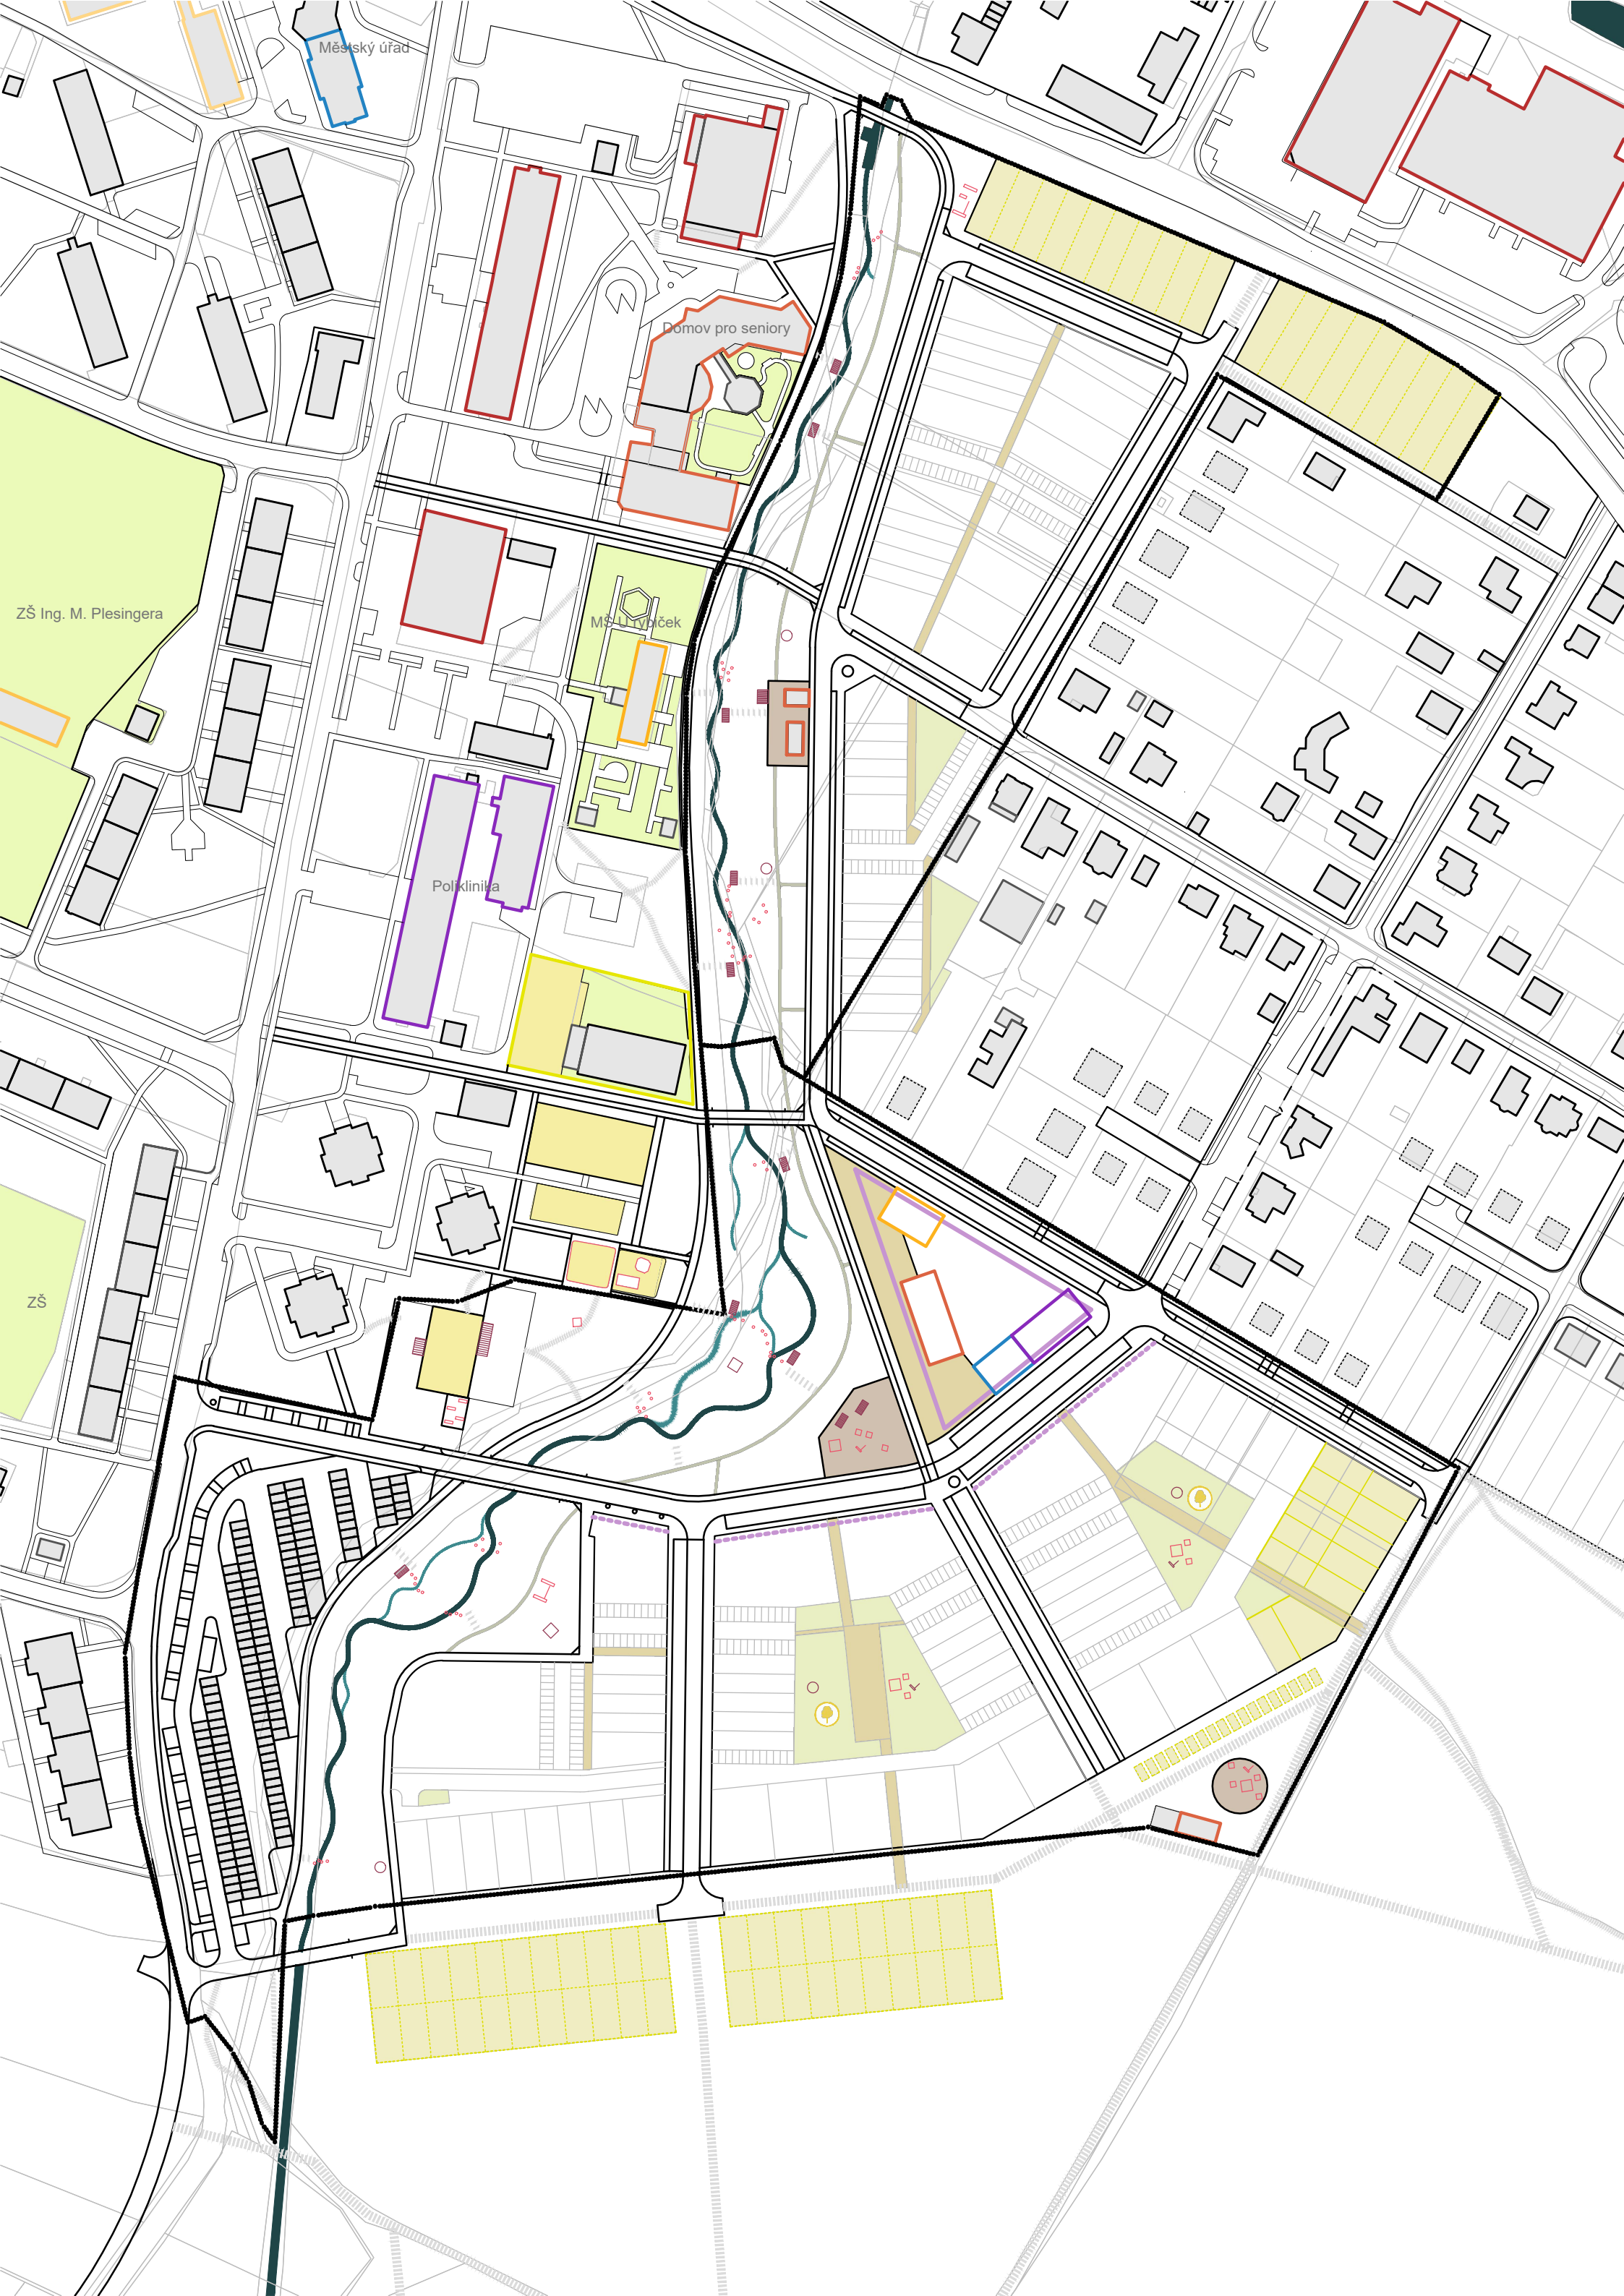 Městský úřad
Domov pro seniory
ZŠ Ing. M. Plesingera
MŠ U rybiček
Poliklinika
ZŠ